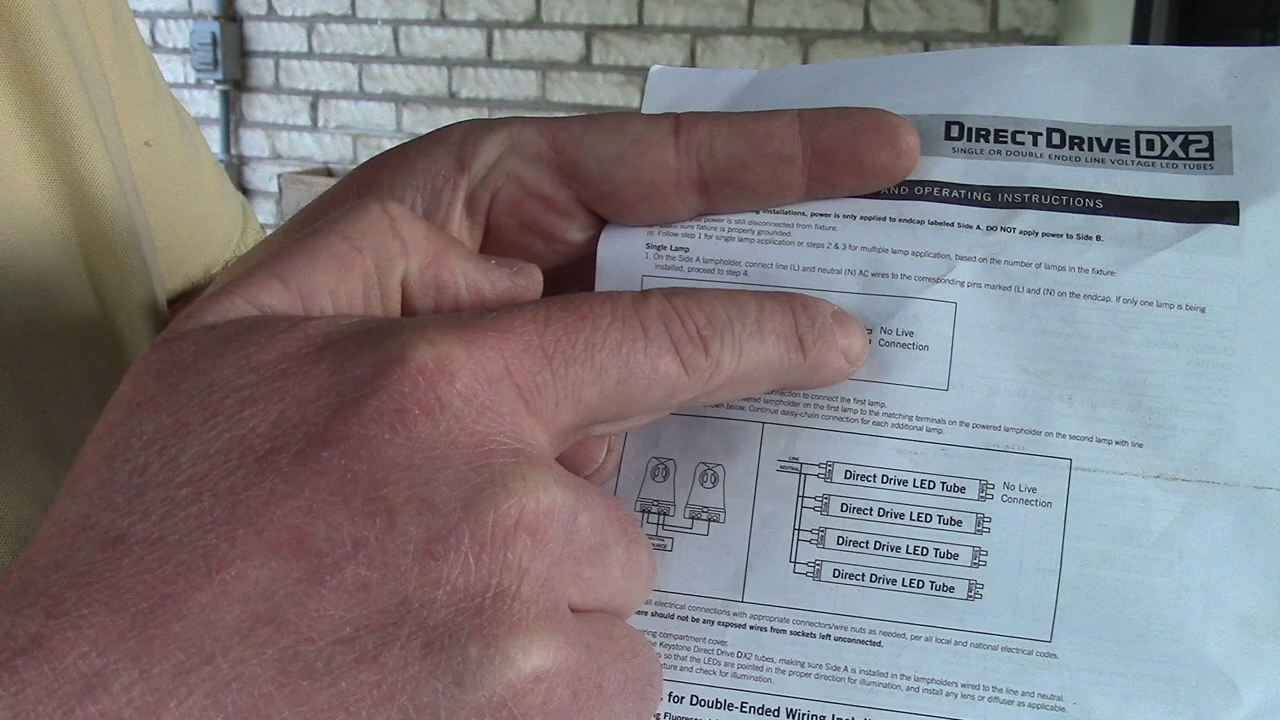 DIRECTDRIVE DX2
SINGLE OR DOUBLE ENDED LINE VOLTAGE LED TUBES
AND OPERATING INSTRUCTIONS
installations, power is only applied to endcap labeled Side A. DO NOT apply power to Side B.
power is still disconnected from fixture.
sure fixture is properly grounded.
III. Follow step 1 for single lamp application or steps 2 & 3 for multiple lamp application, based on the number of lamps in the fixture:
Single Lamp
1. On the Side A lampholder, connect line (L) and neutral (N) AC wires to the corresponding pins marked (L) and (N) on the endcap. If only one lamp is being
installed, proceed to step 4.
No Live
Connection
to connect the first lamp.
lampholder on the first lamp to the matching terminals on the powered lampholder on the second lamp with line
below. Continue daisy-chain connection for each additional lamp.
LINE
NEUTRAL
Direct Drive LED Tube
No Live
Connection
Direct Drive LED Tube
Direct Drive LED Tube
Direct Drive LED Tube
all electrical connections with appropriate connectors/wire nuts as needed, per all local and national electrical codes.
should not be any exposed wires from sockets left unconnected.
compartment cover.
Keystone Direct Drive DX2 tubes, making sure Side A is installed in the lampholders wired to the line and neutral.
so that the LEDs are pointed in the proper direction for illumination, and install any lens or diffuser as applicable.
and check for illumination.
for Double-Ended Wiring